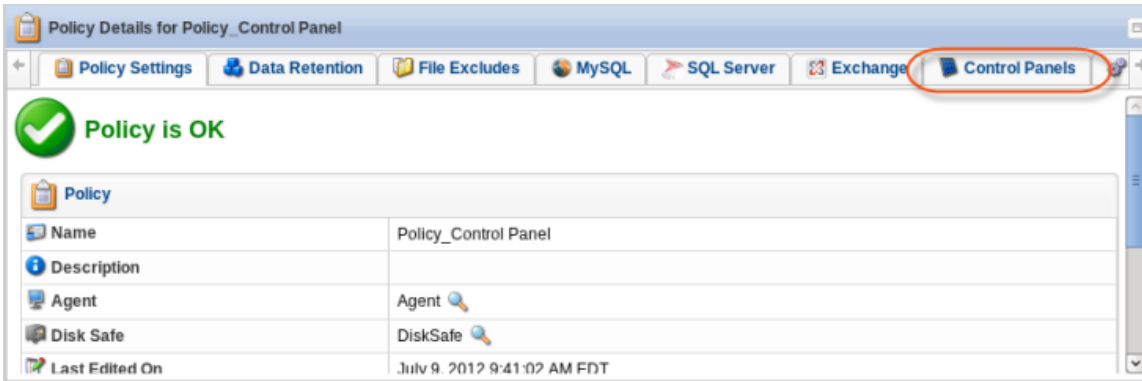 Policy Details for Policy_Control Panel
Policy Settings Data Retention File Excludes MySQL SQL Server Exchange Control Panels
Policy is OK
Policy
Name Policy_Control Panel
Description
Agent Agent
Disk Safe DiskSafe
Last Edited On July 9, 2012 9:41:02 AM EDT